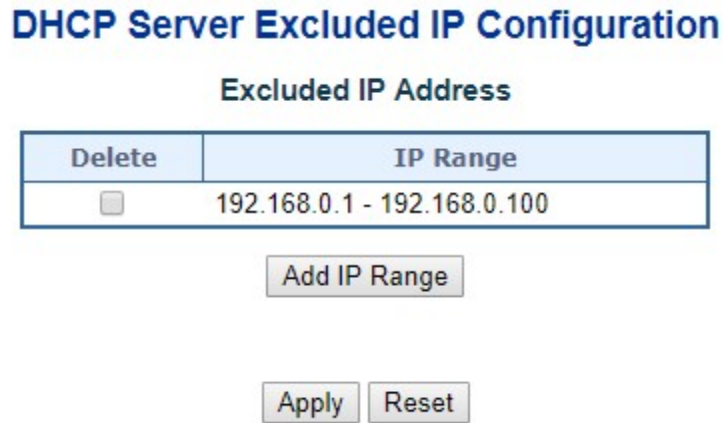 DHCP Server Excluded IP Configuration
Excluded IP Address
Delete IP Range
192.168.0.1 - 192.168.0.100
Add IP Range
Apply Reset